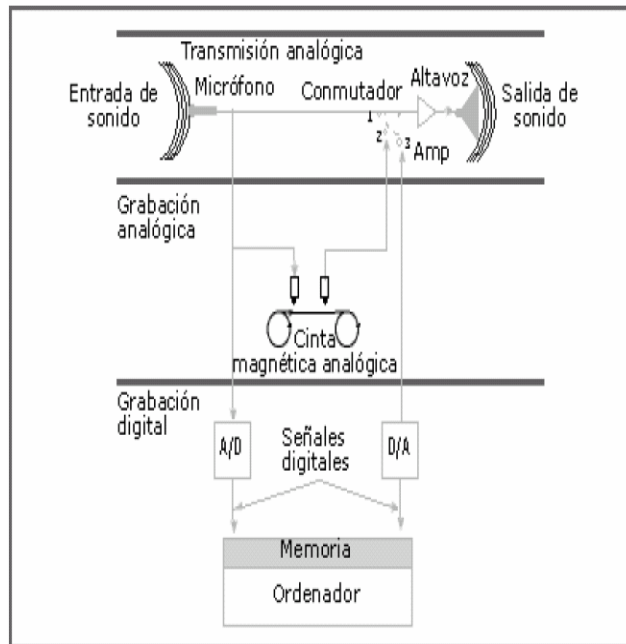 Transmisión analógica
Entrada de
sonido
Micrófono
Conmutador
Altavoz
Salida de
sonido
1
2
3
Amp
Grabación
analógica
Cinta
magnética analógica
Grabación
digital
A/D
Señales
digitales
D/A
Memoria
Ordenador